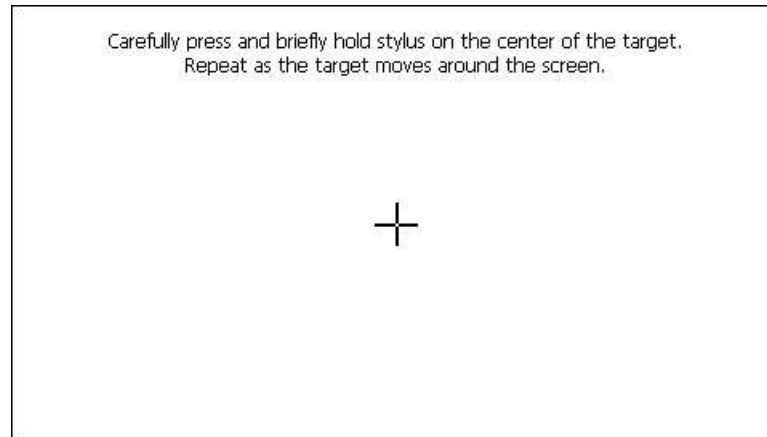 Carefully press and briefly hold stylus on the center of the target.
Repeat as the target moves around the screen.